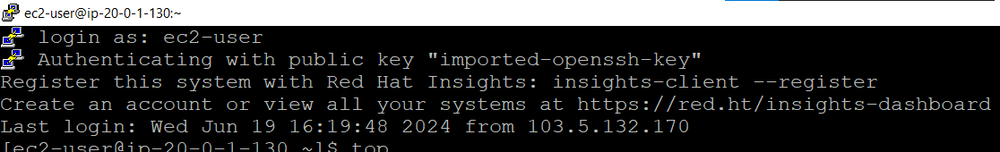 ec2-user@ip-20-0-1-130:~
login as: ec2-user
Authenticating with public key "imported-openssh-key"
Register this system with Red Hat Insights: insights-client --register
Create an account or view all your systems at https://red.ht/insights-dashboard
Last login: Wed Jun 19 16:19:48 2024 from 103.5.132.170
[ec2-user@ip-20-0-1-130 ~]$ top